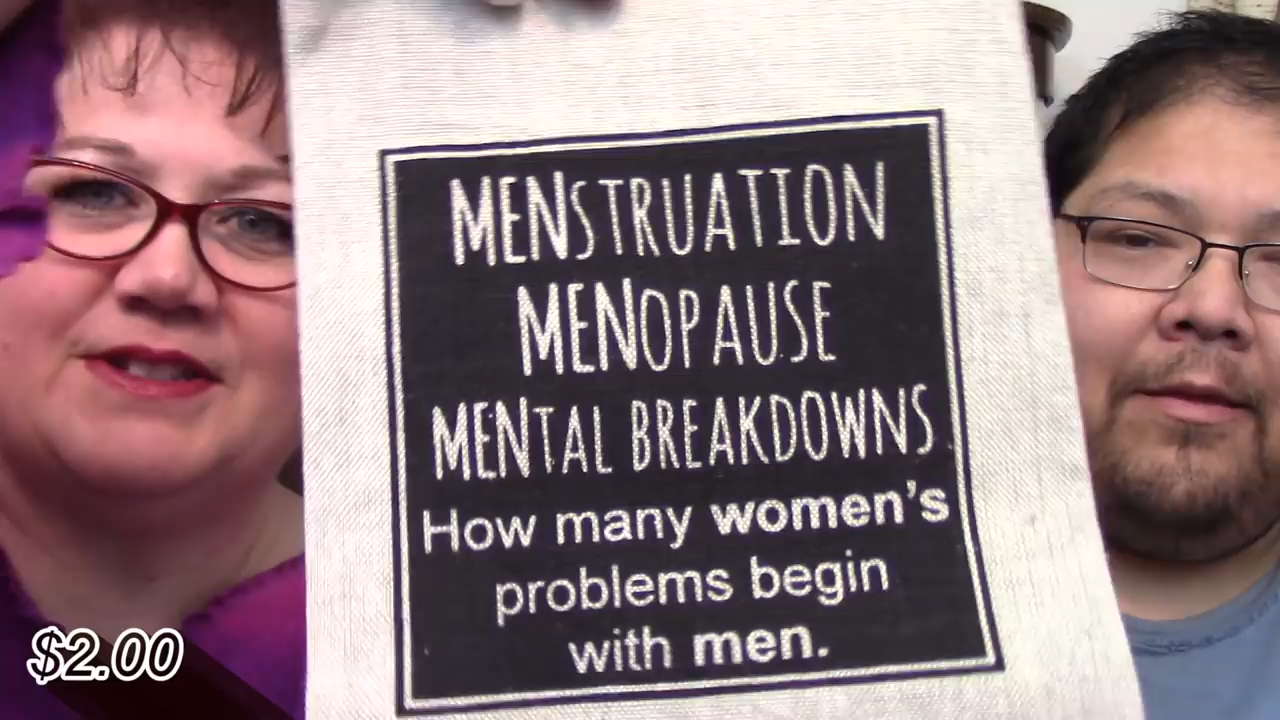 MENSTRUATION
MENOPAUSE
MENTAL BREAKDOWNS
How many women's
problems begin
with men.
$2.00